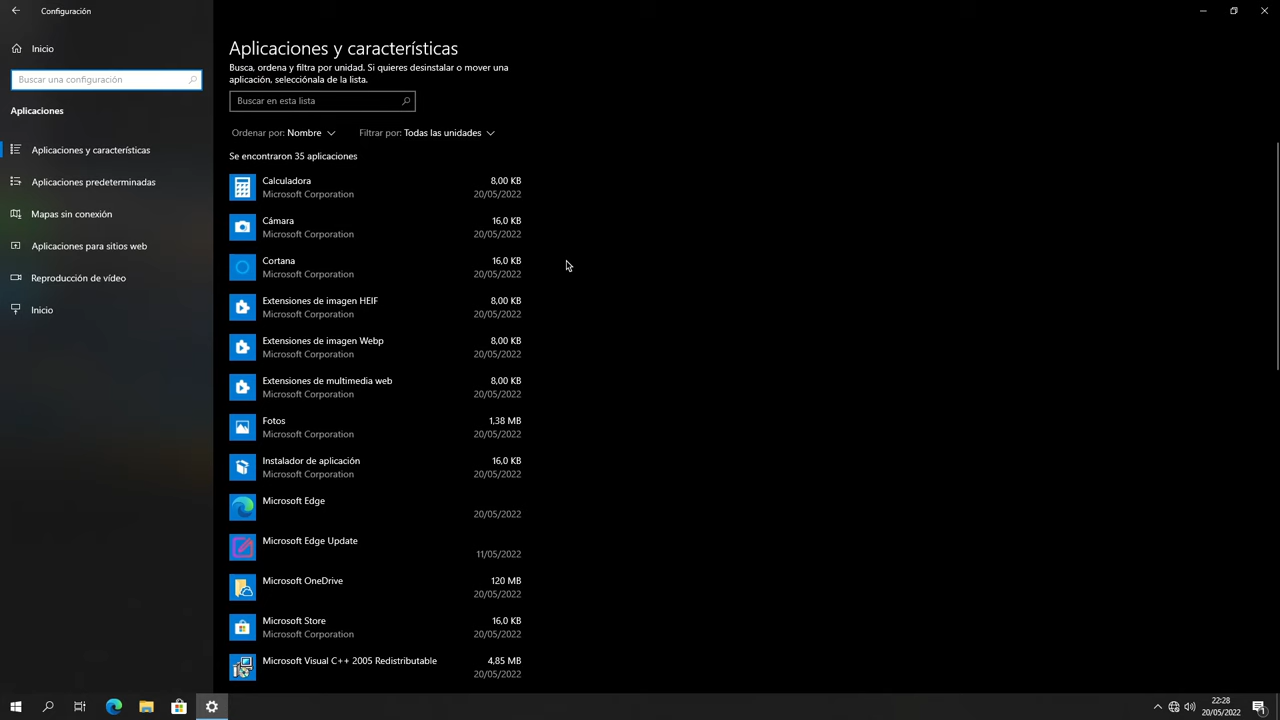 Configuración
Inicio
Buscar una configuración
Aplicaciones
Aplicaciones y características
Aplicaciones predeterminadas
Mapas sin conexión
Aplicaciones para sitios web
Reproducción de vídeo
Inicio
Aplicaciones y características
Busca, ordena y filtra por unidad. Si quieres desinstalar o mover una
aplicación, selecciónala de la lista.
Buscar en esta lista
Ordenar por: Nombre Filtrar por: Todas las unidades
Se encontraron 35 aplicaciones
Calculadora 8,00 KB
Microsoft Corporation 20/05/2022
Cámara 16,0 KB
Microsoft Corporation 20/05/2022
Cortana 16,0 KB
Microsoft Corporation 20/05/2022
Extensiones de imagen HEIF 8,00 KB
Microsoft Corporation 20/05/2022
Extensiones de imagen Webp 8,00 KB
Microsoft Corporation 20/05/2022
Extensiones de multimedia web 8,00 KB
Microsoft Corporation 20/05/2022
Fotos 1,38 MB
Microsoft Corporation 20/05/2022
Instalador de aplicación 16,0 KB
Microsoft Corporation 20/05/2022
Microsoft Edge
20/05/2022
Microsoft Edge Update
11/05/2022
Microsoft OneDrive 120 MB
20/05/2022
Microsoft Store 16,0 KB
Microsoft Corporation 20/05/2022
Microsoft Visual C++ 2005 Redistributable 4,85 MB
20/05/2022
22:28
20/05/2022